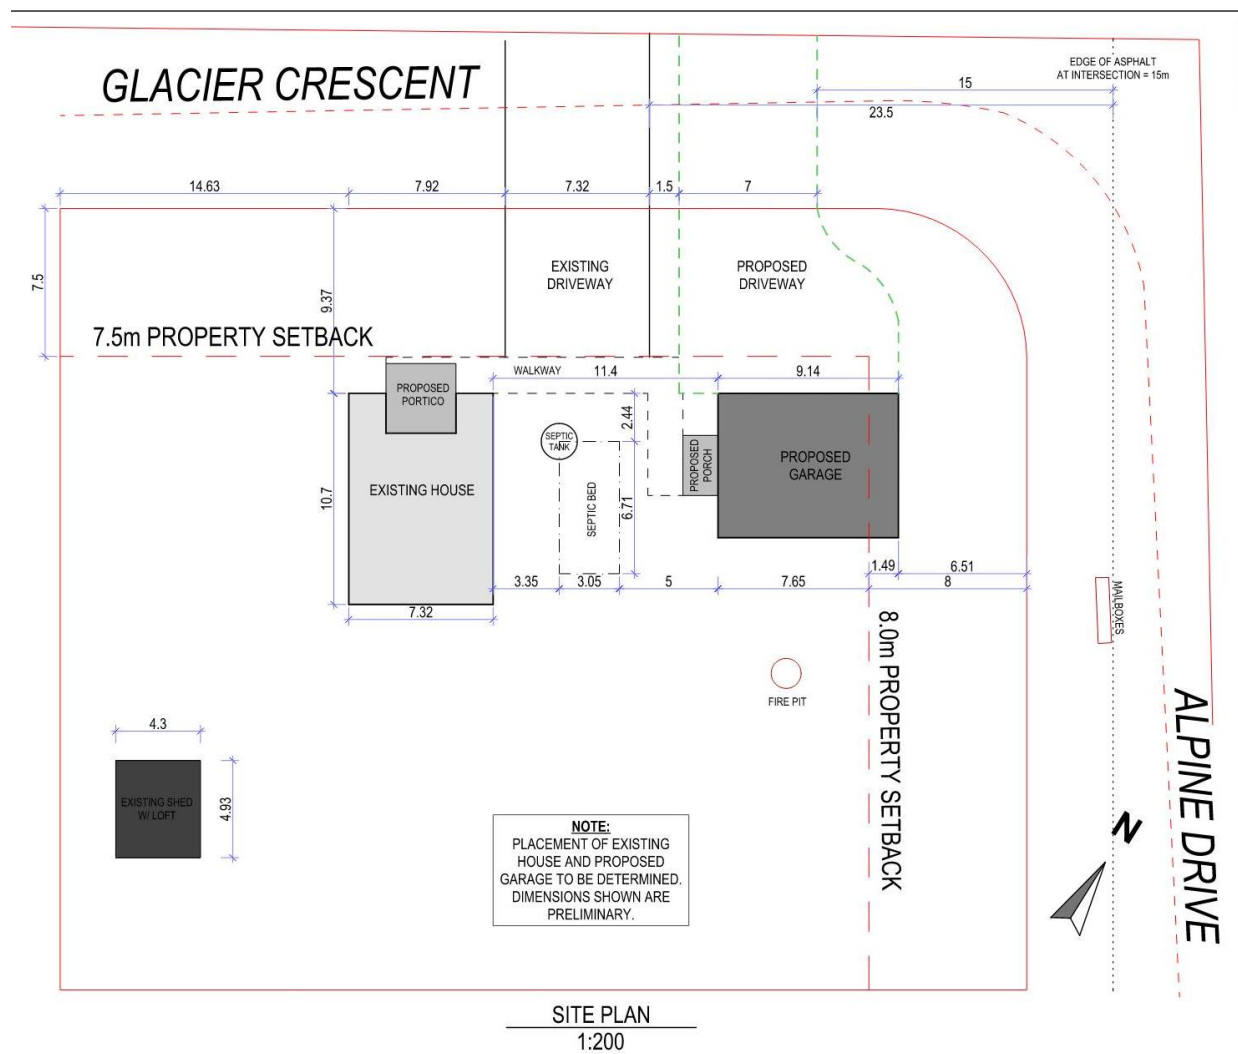 EDGE OF ASPHALT
AT INTERSECTION = 15m
GLACIER CRESCENT
15
23.5
14.63
7.92
7.32
1.5
7
7.5
9.37
EXISTING
DRIVEWAY
PROPOSED
DRIVEWAY
7.5m PROPERTY SETBACK
WALKWAY
11.4
9.14
PROPOSED
PORTICO
2.44
SEPTIC
TANK
PROPOSED
PORCH
PROPOSED
GARAGE
EXISTING HOUSE
10.7
SEPTIC BED
6.71
1.49
6.51
3.35
3.05
5
7.65
8
7.32
MAILBOXES
8.0m PROPERTY SETBACK
FIRE PIT
ALPINE DRIVE
4.3
EXISTING SHED
W/ LOFT
4.93
NOTE:
PLACEMENT OF EXISTING
HOUSE AND PROPOSED
GARAGE TO BE DETERMINED.
DIMENSIONS SHOWN ARE
PRELIMINARY.
N
SITE PLAN
1:200